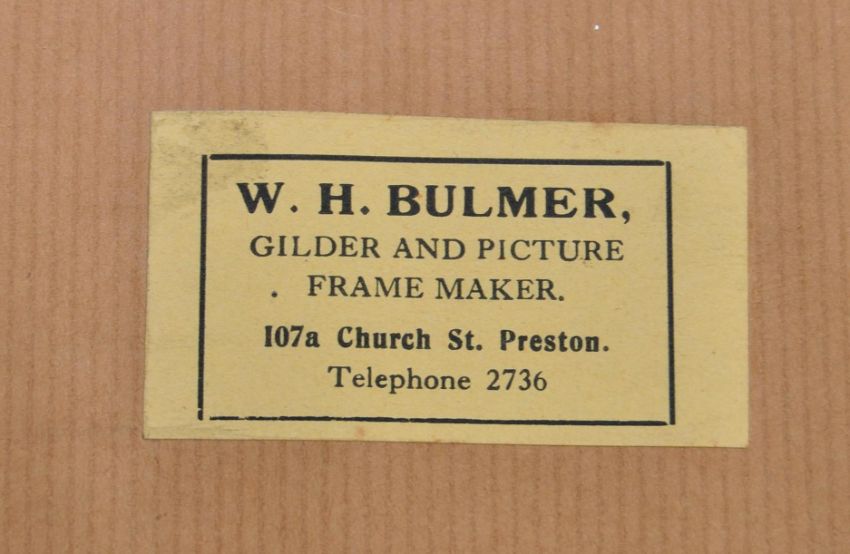 W. H. BULMER,
GILDER AND PICTURE
. FRAME MAKER.
107a Church St. Preston.
Telephone 2736